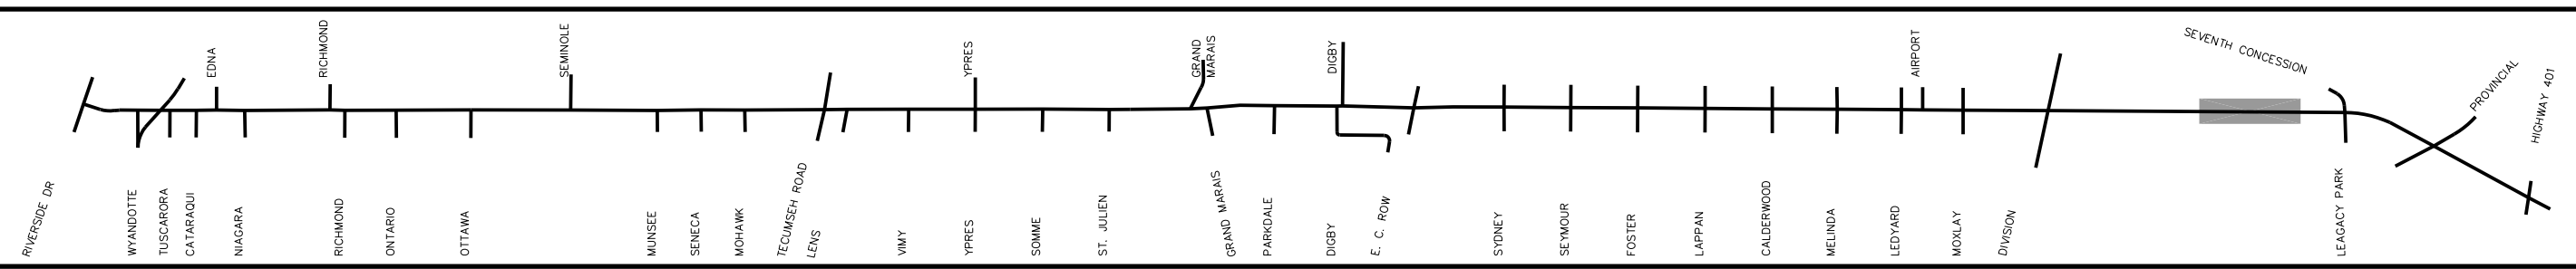 EDNA
RICHMOND
SEMINOLE
YPRES
GRAND
MARAIS
DIGBY
AIRPORT
SEVENTH CONCESSION
PROVINCIAL
HIGHWAY 401
RIVERSIDE DR
WYANDOTTE
TUSCARORA
CATARAQUI
NIAGARA
RICHMOND
ONTARIO
OTTAWA
MUNSEE
SENECA
MOHAWK
TECUMSEH ROAD
LENS
VIMY
YPRES
SOMME
ST. JULIEN
GRAND MARAIS
PARKDALE
DIGBY
E. C. ROW
SYDNEY
SEYMOUR
FOSTER
LAPPAN
CALDERWOOD
MELINDA
LEDYARD
MOXLAY
DIVISION
LEAGACY PARK